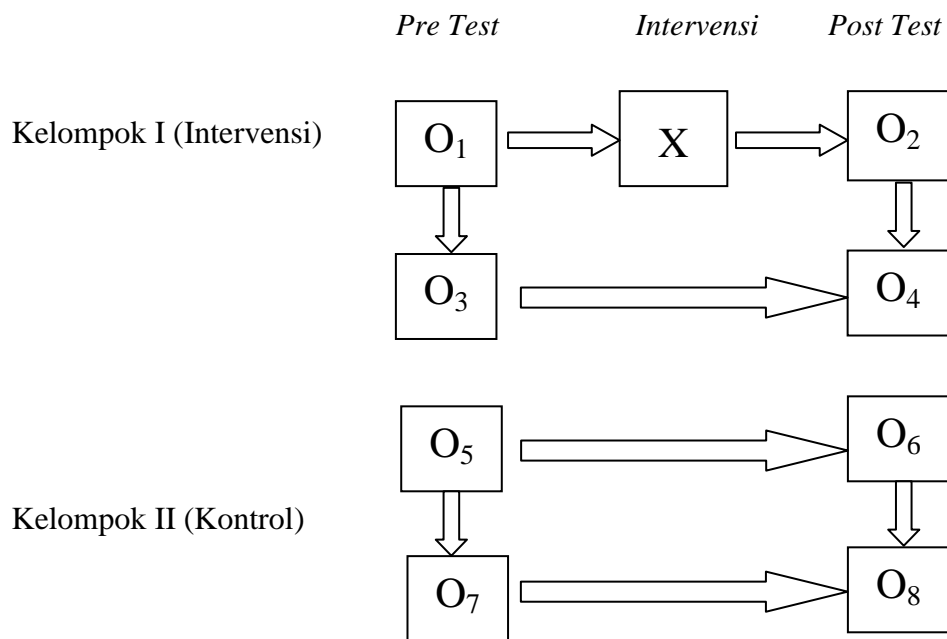 Pre Test Intervensi Post Test
Kelompok I (Intervensi) O₁ X O₂
O₃ O₄
O₅ O₆
Kelompok II (Kontrol)
O₇ O₈